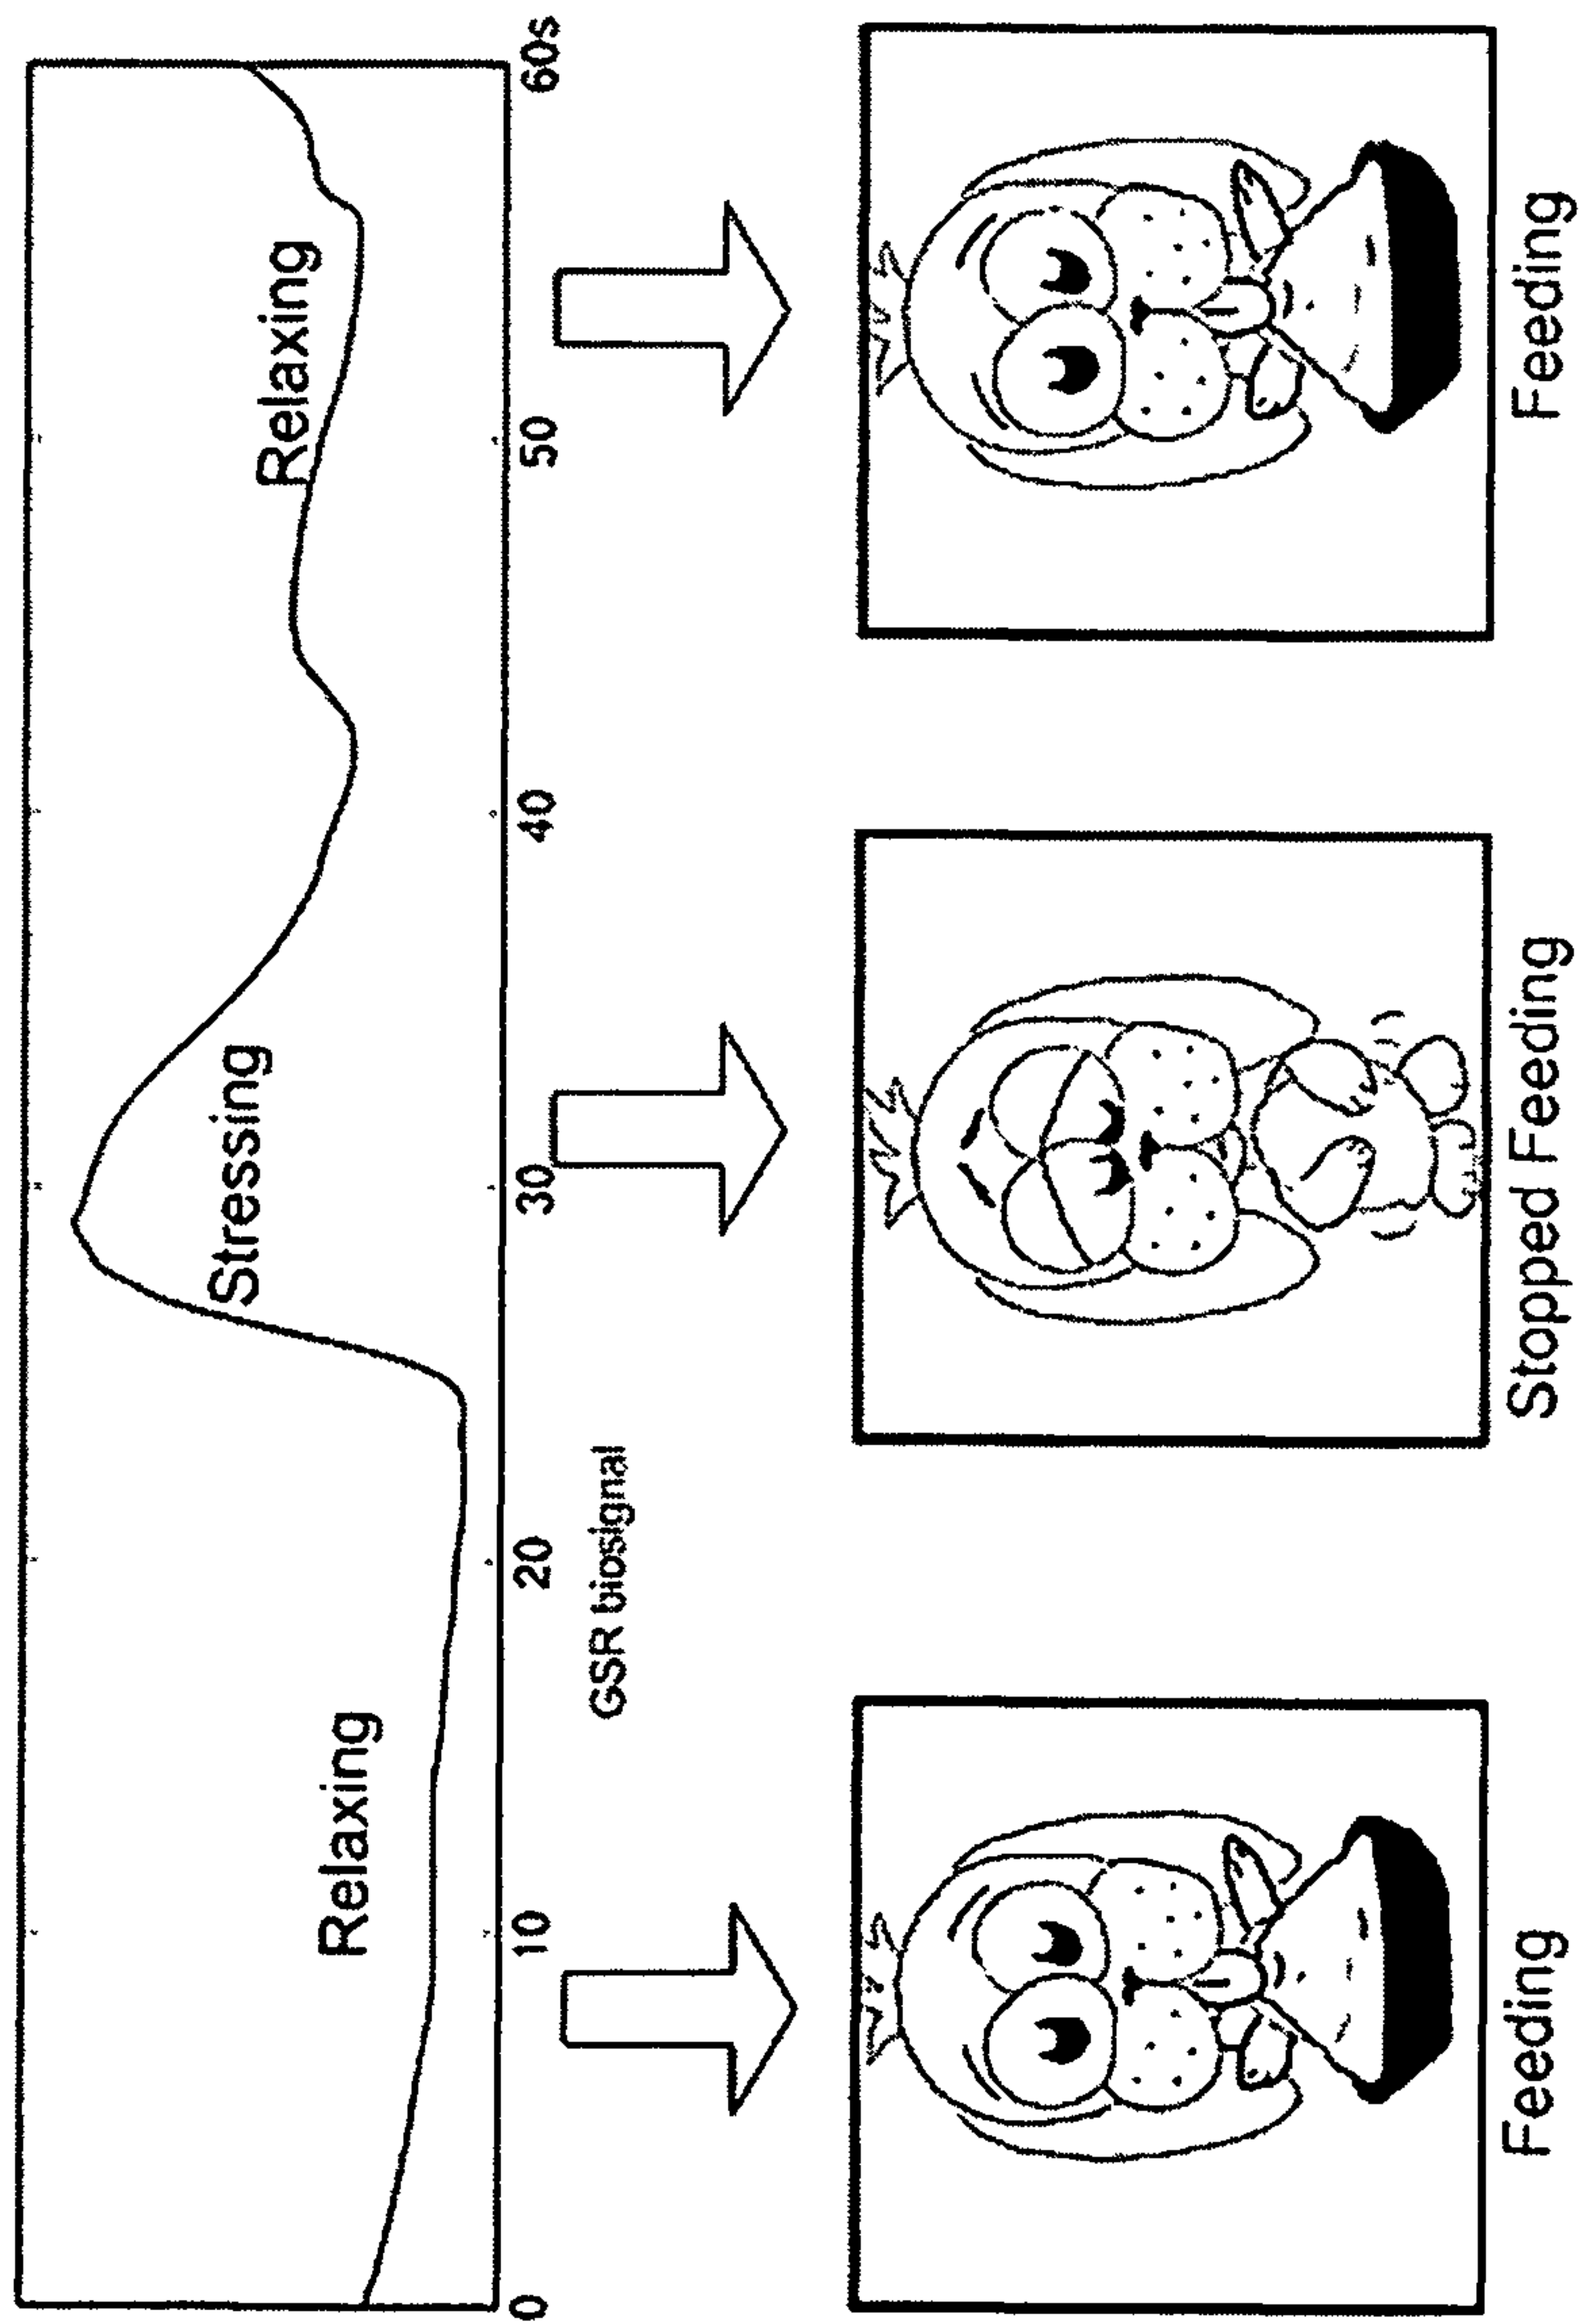 Relaxing
Stressing
Relaxing
0 10 20 30 40 50 60s
GSR biosignal
Feeding
Stopped Feeding
Feeding